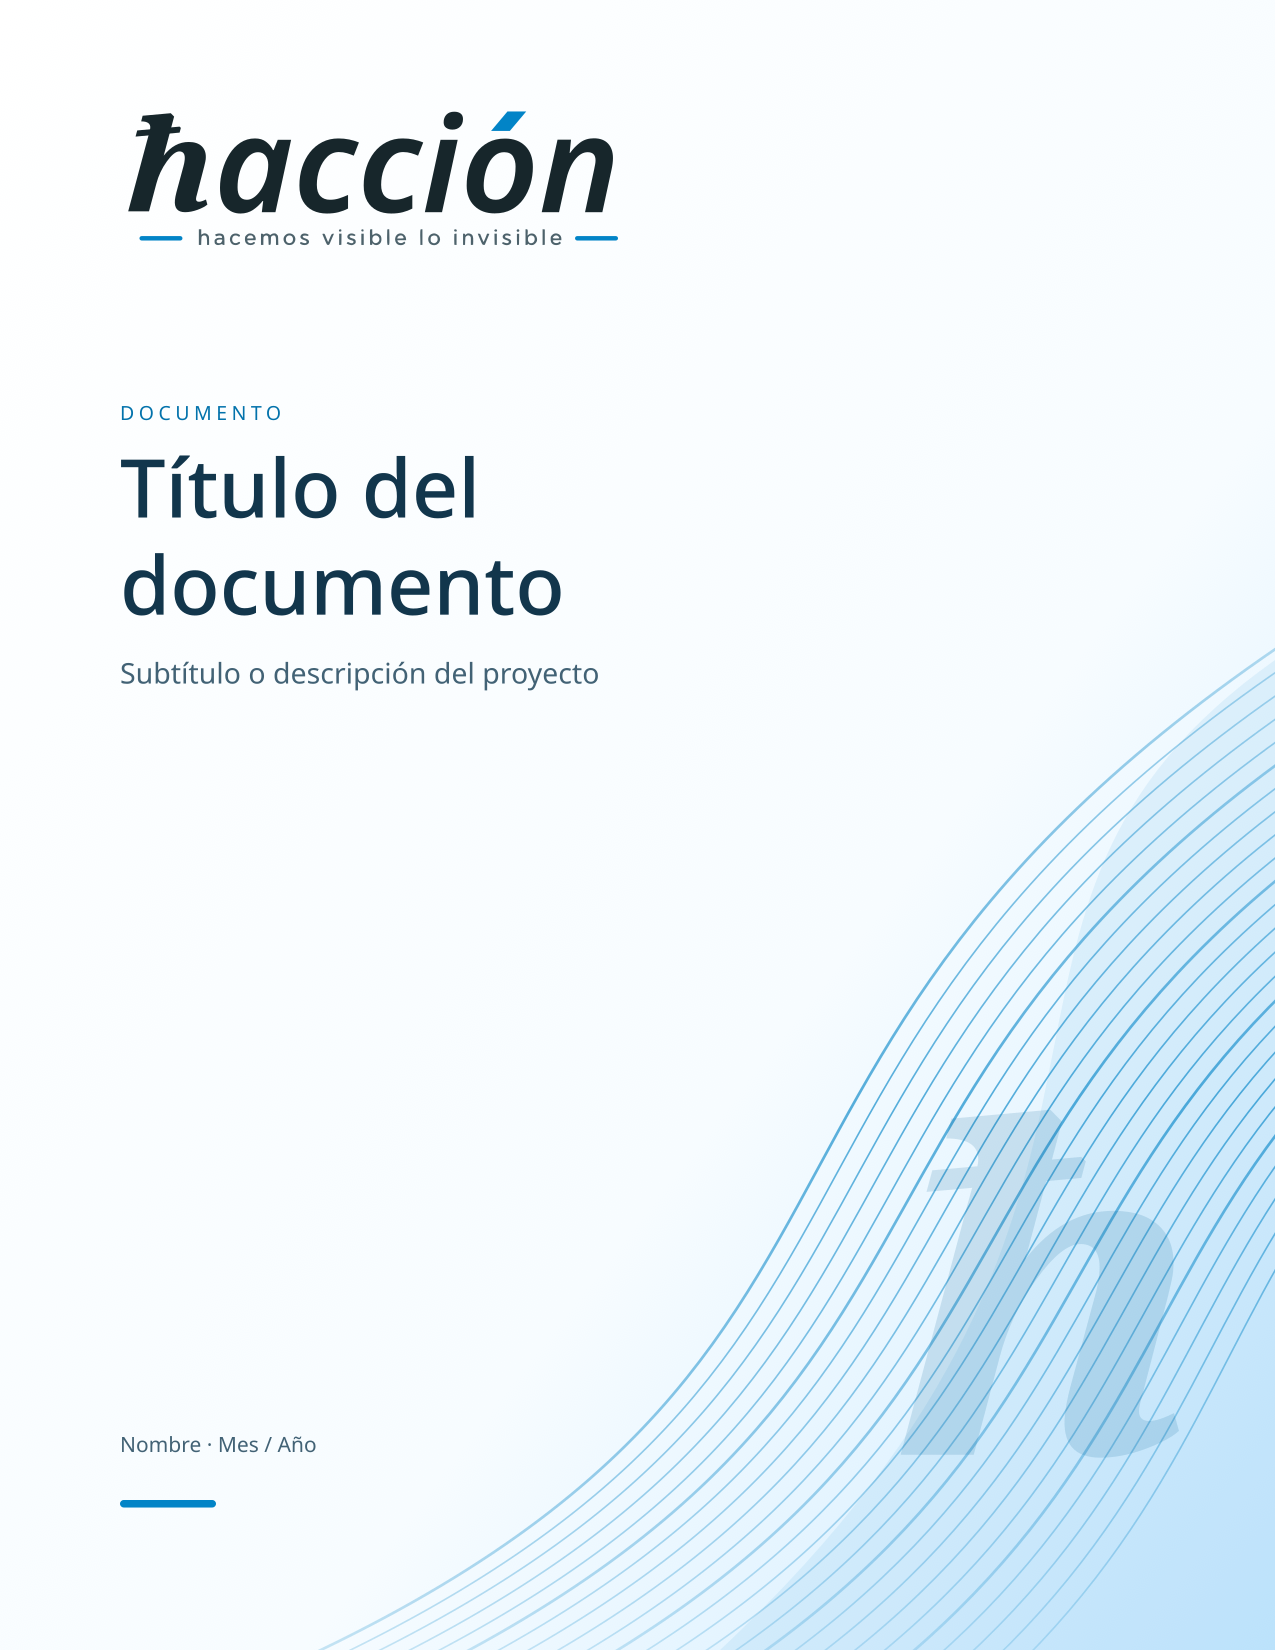 ħacción
hacemos visible lo invisible
DOCUMENTO
Título del
documento
Subtítulo o descripción del proyecto
ħ
Nombre · Mes / Año